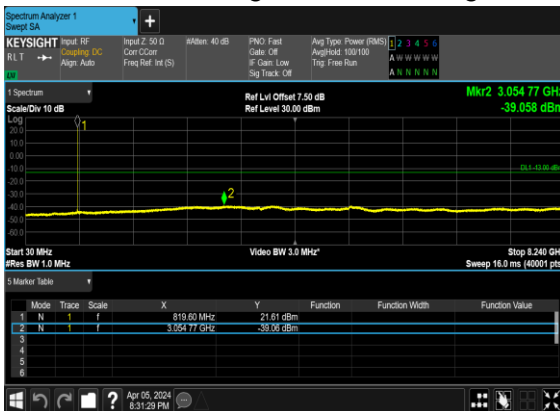 Spectrum Analyzer 1
Swept SA
+
KEYSIGHT
R L T
LV
Input: RF
Coupling: DC
Align: Auto
Input Z: 50 Ω
Corr CCorr
Freq Ref: Int (S)
#Atten: 40 dB
PNO: Fast
Gate: Off
IF Gain: Low
Sig Track: Off
Avg Type: Power (RMS)
Avg|Hold: 100/100
Trig: Free Run
1 2 3 4 5 6
A W W W W W
A N N N N N
1 Spectrum
Scale/Div 10 dB
Ref Lvl Offset 7.50 dB
Ref Level 30.00 dBm
Mkr2 3.054 77 GHz
-39.058 dBm
Log
20.0
10.0
0.00
-10.0
-20.0
-30.0
-40.0
-50.0
-60.0
1
2
DL1 -13.00 dBm
Start 30 MHz
#Res BW 1.0 MHz
Video BW 3.0 MHz*
Stop 8.240 GH
Sweep 16.0 ms (40001 pts
5 Marker Table
Mode Trace Scale X Y Function Function Width Function Value
1 N 1 f 819.60 MHz 21.61 dBm
2 N 1 f 3.054 77 GHz -39.06 dBm
3
4
5
6
?
Apr 05, 2024
8:31:29 PM